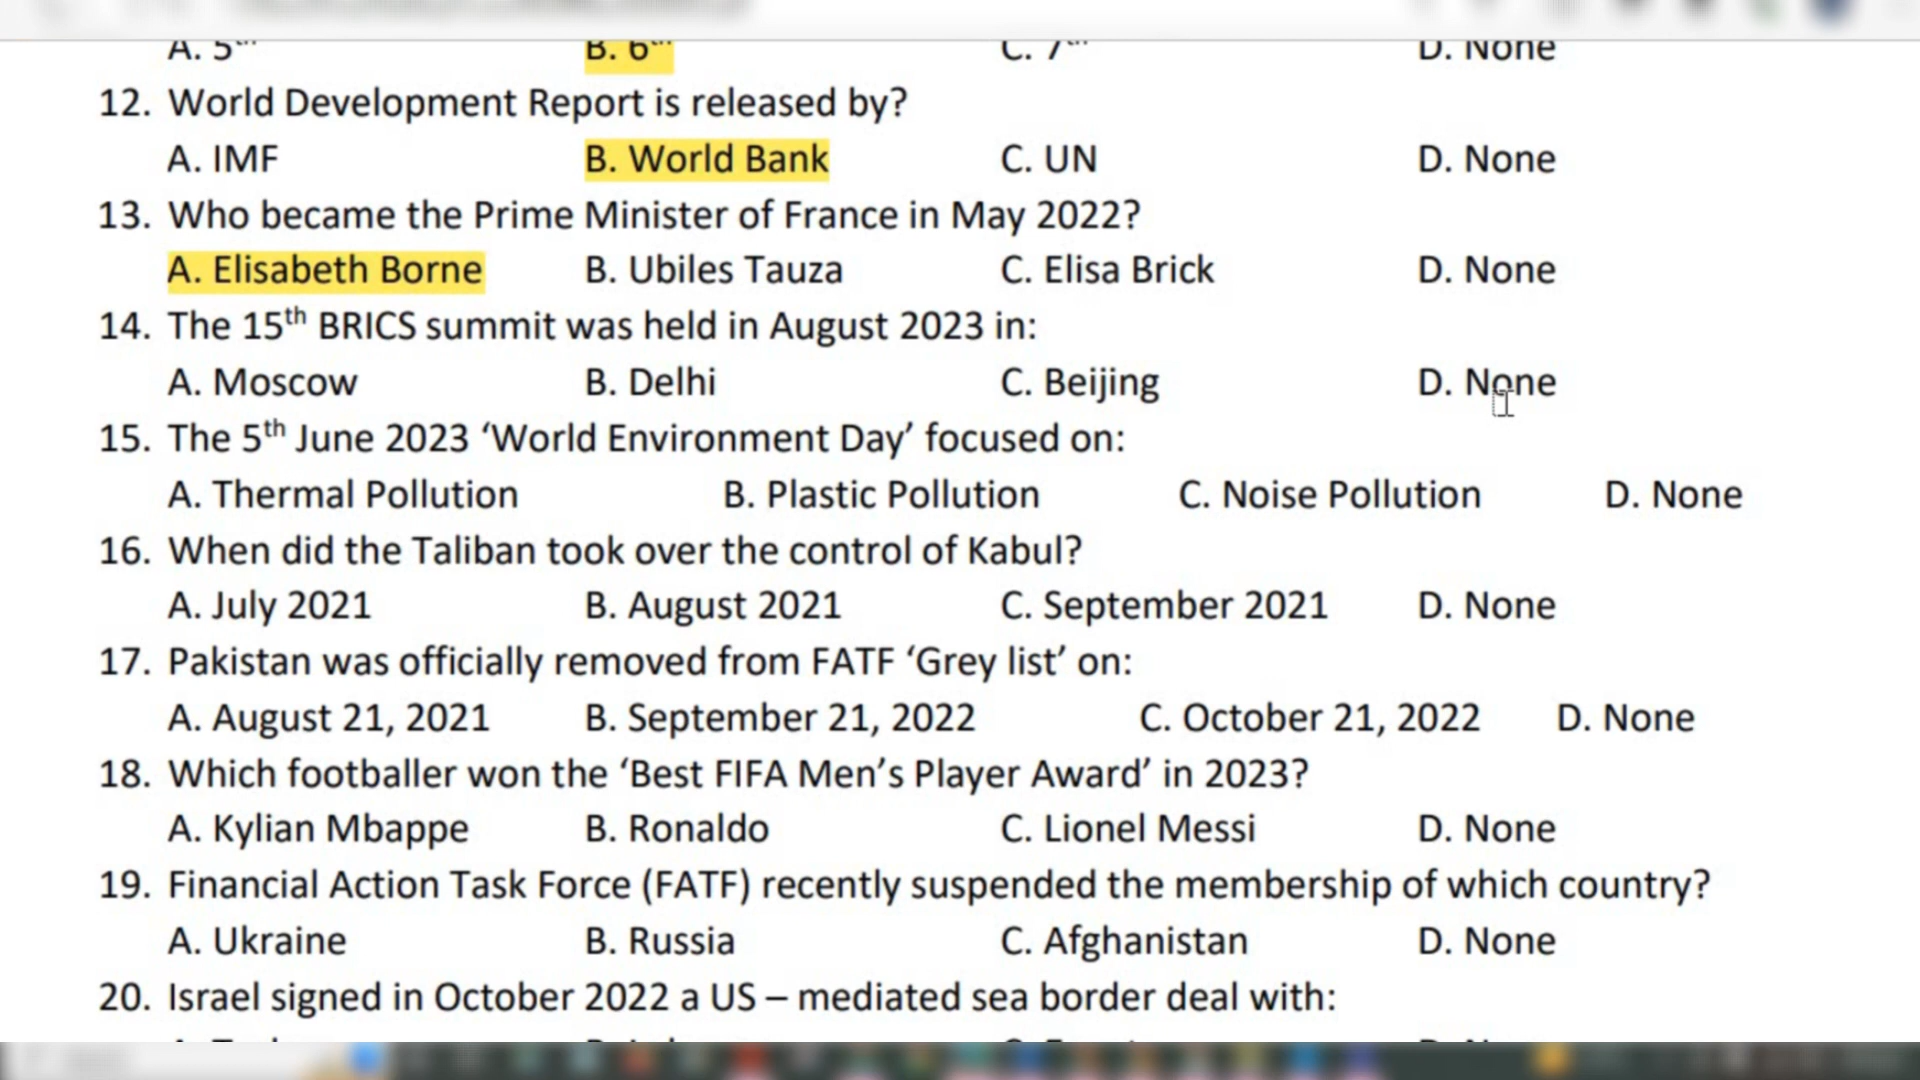 A. 5th B. 6th C. 7th D. None
12. World Development Report is released by?
A. IMF B. World Bank C. UN D. None
13. Who became the Prime Minister of France in May 2022?
A. Elisabeth Borne B. Ubiles Tauza C. Elisa Brick D. None
14. The 15th BRICS summit was held in August 2023 in:
A. Moscow B. Delhi C. Beijing D. None
15. The 5th June 2023 ‘World Environment Day’ focused on:
A. Thermal Pollution B. Plastic Pollution C. Noise Pollution D. None
16. When did the Taliban took over the control of Kabul?
A. July 2021 B. August 2021 C. September 2021 D. None
17. Pakistan was officially removed from FATF ‘Grey list’ on:
A. August 21, 2021 B. September 21, 2022 C. October 21, 2022 D. None
18. Which footballer won the ‘Best FIFA Men’s Player Award’ in 2023?
A. Kylian Mbappe B. Ronaldo C. Lionel Messi D. None
19. Financial Action Task Force (FATF) recently suspended the membership of which country?
A. Ukraine B. Russia C. Afghanistan D. None
20. Israel signed in October 2022 a US – mediated sea border deal with: